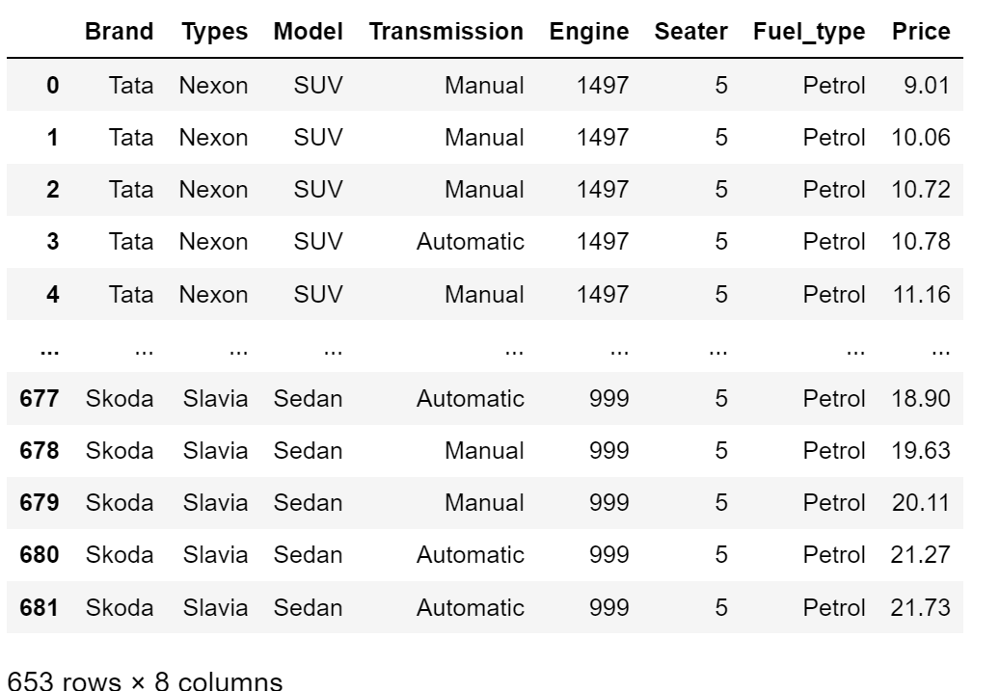 Brand Types Model Transmission Engine Seater Fuel_type Price
0 Tata Nexon SUV Manual 1497 5 Petrol 9.01
1 Tata Nexon SUV Manual 1497 5 Petrol 10.06
2 Tata Nexon SUV Manual 1497 5 Petrol 10.72
3 Tata Nexon SUV Automatic 1497 5 Petrol 10.78
4 Tata Nexon SUV Manual 1497 5 Petrol 11.16
... ... ... ... ... ... ... ... ...
677 Skoda Slavia Sedan Automatic 999 5 Petrol 18.90
678 Skoda Slavia Sedan Manual 999 5 Petrol 19.63
679 Skoda Slavia Sedan Manual 999 5 Petrol 20.11
680 Skoda Slavia Sedan Automatic 999 5 Petrol 21.27
681 Skoda Slavia Sedan Automatic 999 5 Petrol 21.73
653 rows × 8 columns